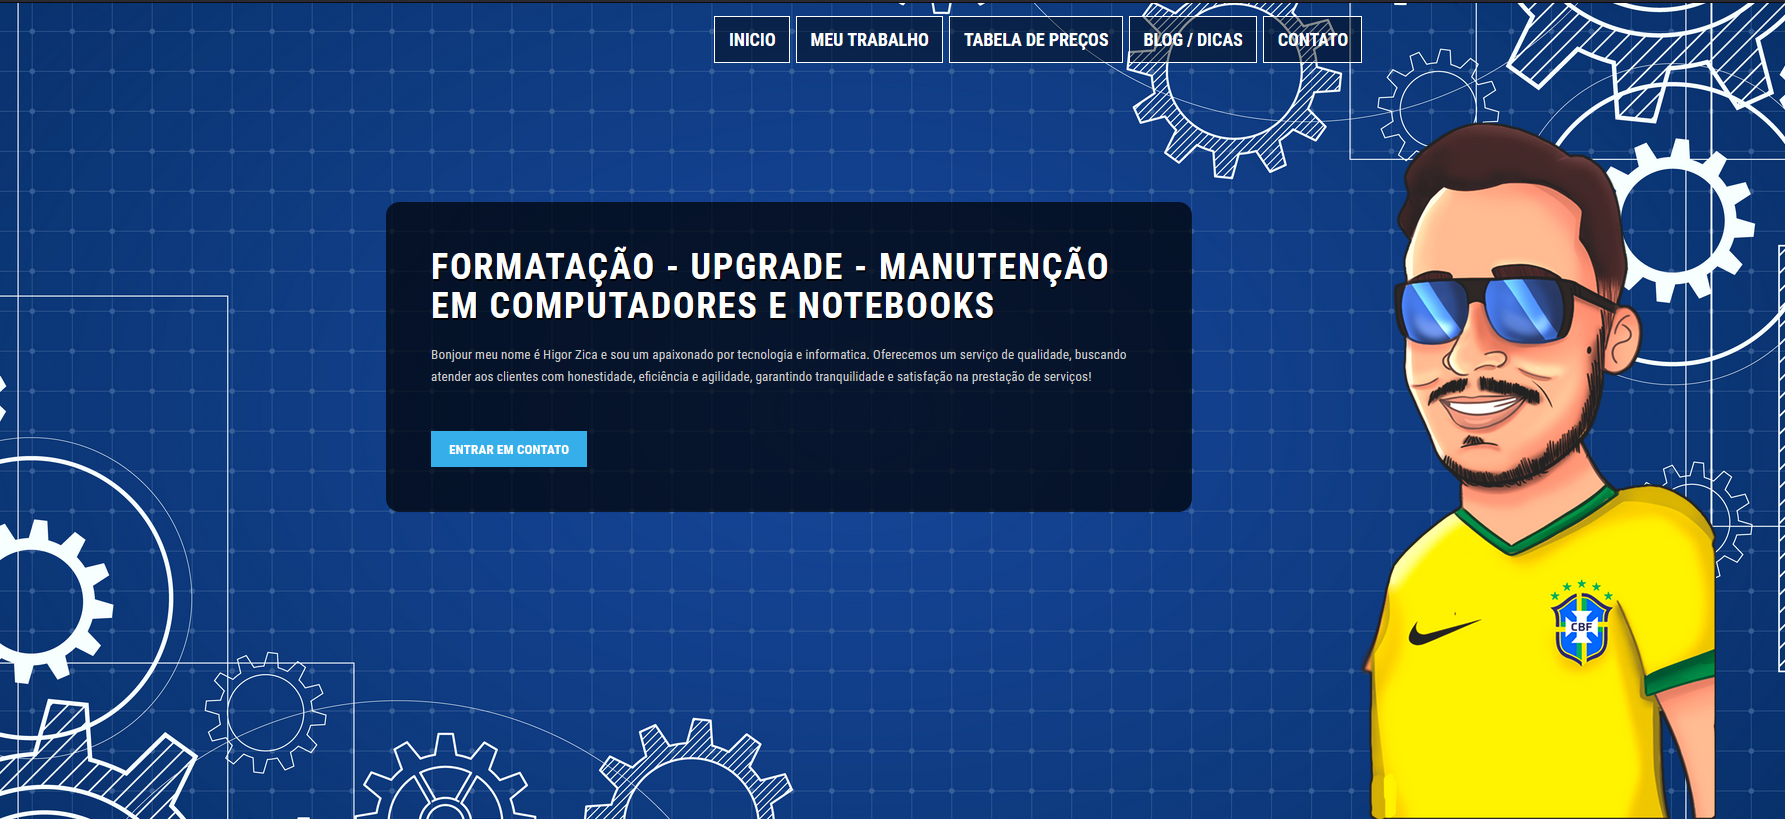 INICIO
MEU TRABALHO
TABELA DE PREÇOS
BLOG / DICAS
CONTATO
FORMATAÇÃO - UPGRADE - MANUTENÇÃO
EM COMPUTADORES E NOTEBOOKS
Bonjour meu nome é Higor Zica e sou um apaixonado por tecnologia e informatica. Oferecemos um serviço de qualidade, buscando
atender aos clientes com honestidade, eficiência e agilidade, garantindo tranquilidade e satisfação na prestação de serviços!
ENTRAR EM CONTATO
CBF